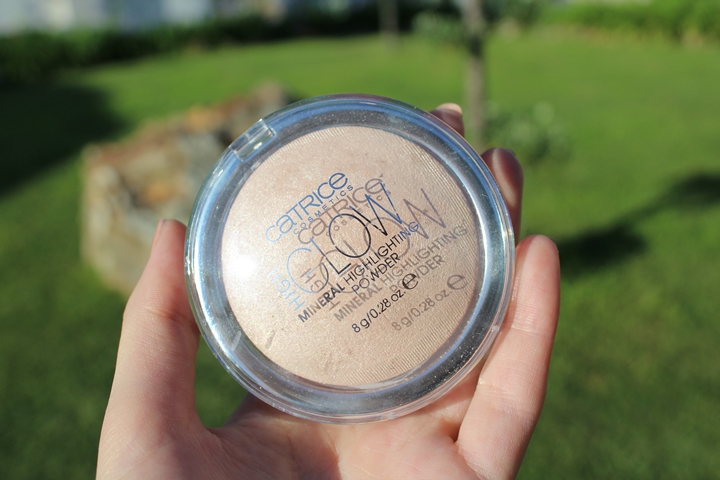 CATRICE
COSMETICS
HIGH
GLOW
MINERAL HIGHLIGHTING
POWDER
8 g/0.28 oz. ℮